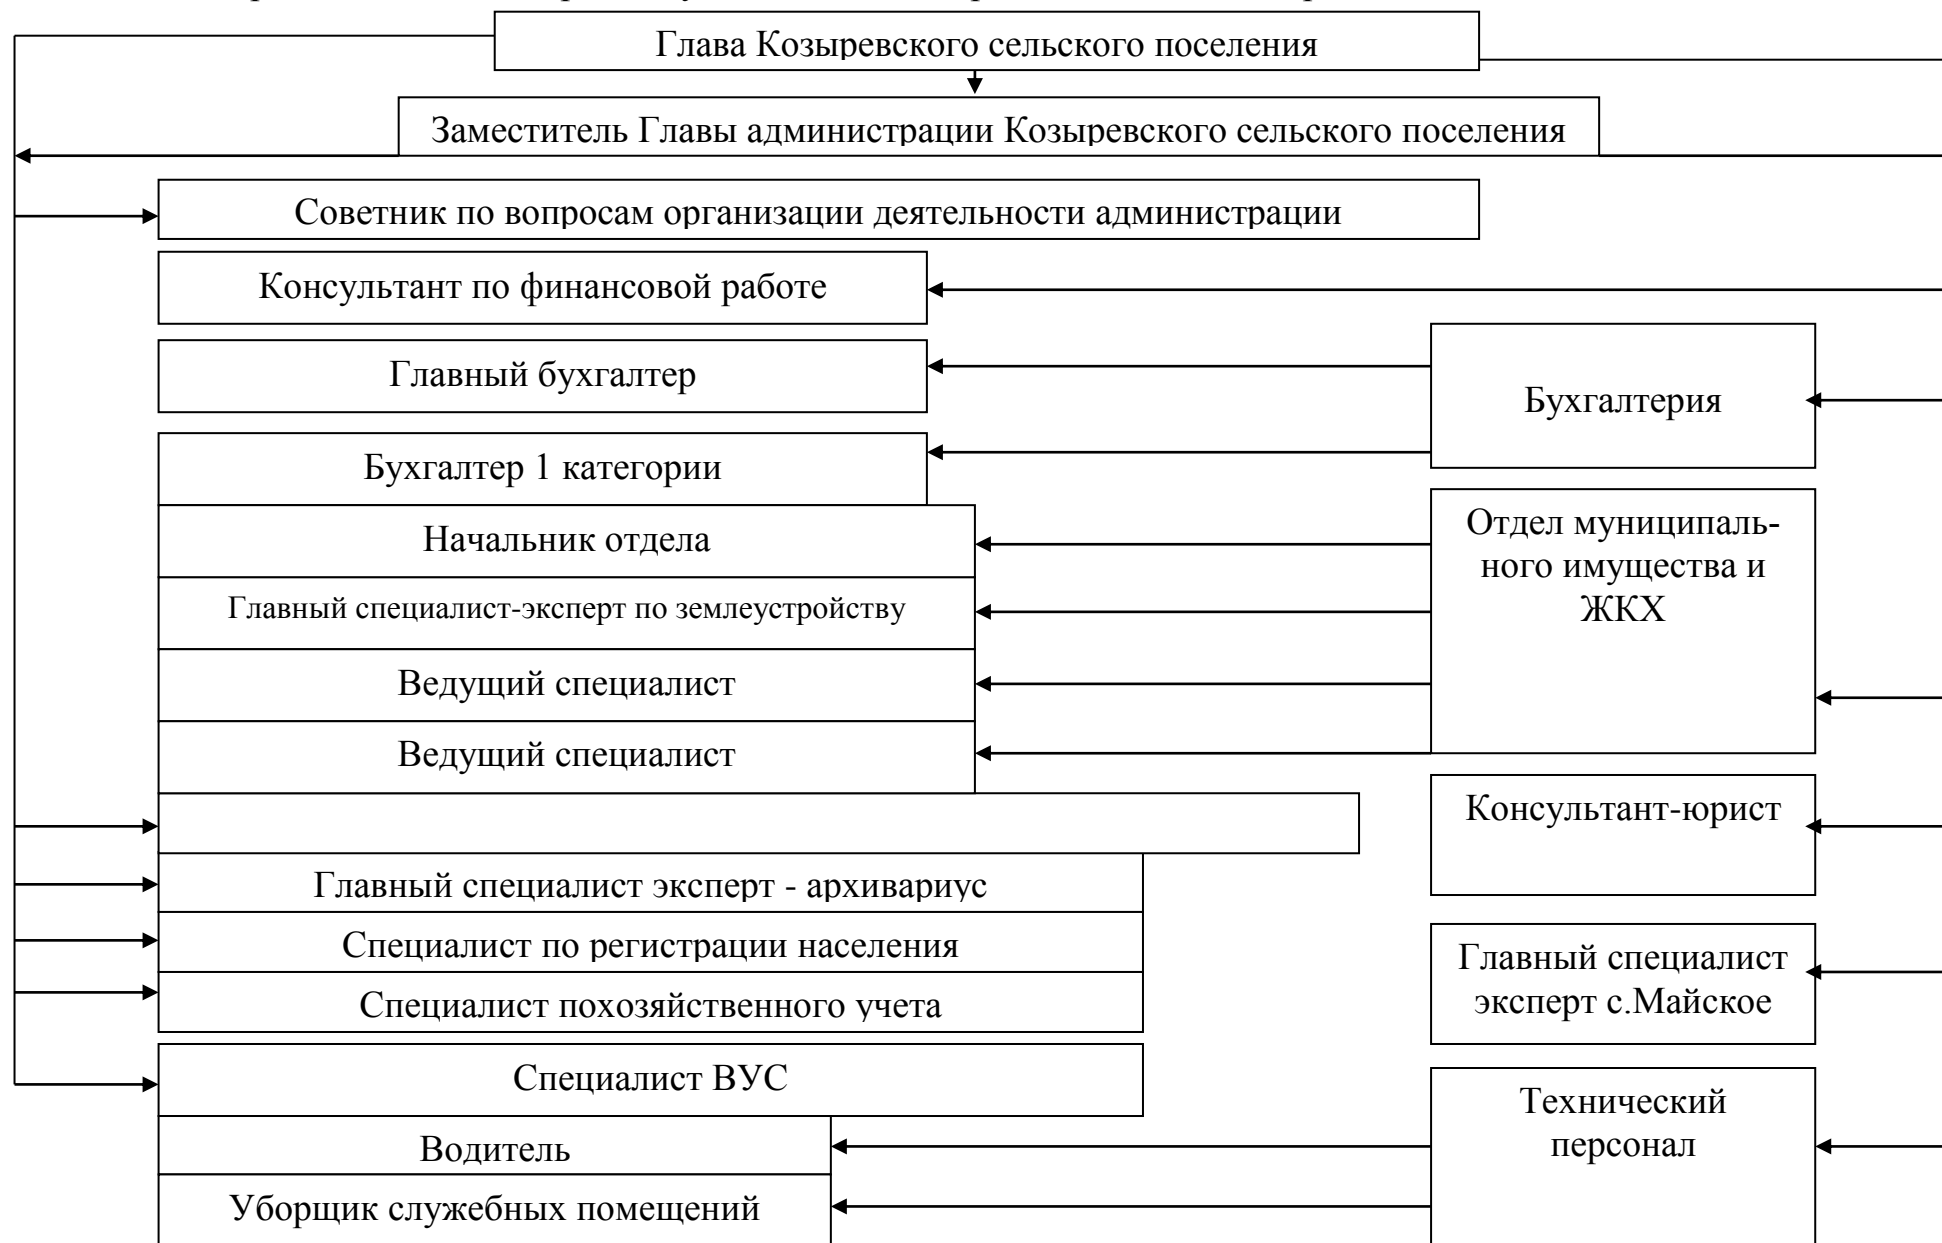 Глава Козыревского сельского поселения
Заместитель Главы администрации Козыревского сельского поселения
Советник по вопросам организации деятельности администрации
Консультант по финансовой работе
Главный бухгалтер
Бухгалтерия
Бухгалтер 1 категории
Начальник отдела
Отдел муниципаль-
ного имущества и
ЖКХ
Главный специалист-эксперт по землеустройству
Ведущий специалист
Ведущий специалист
Консультант-юрист
Главный специалист эксперт - архивариус
Специалист по регистрации населения
Специалист похозяйственного учета
Главный специалист
эксперт с.Майское
Специалист ВУС
Технический
персонал
Водитель
Уборщик служебных помещений